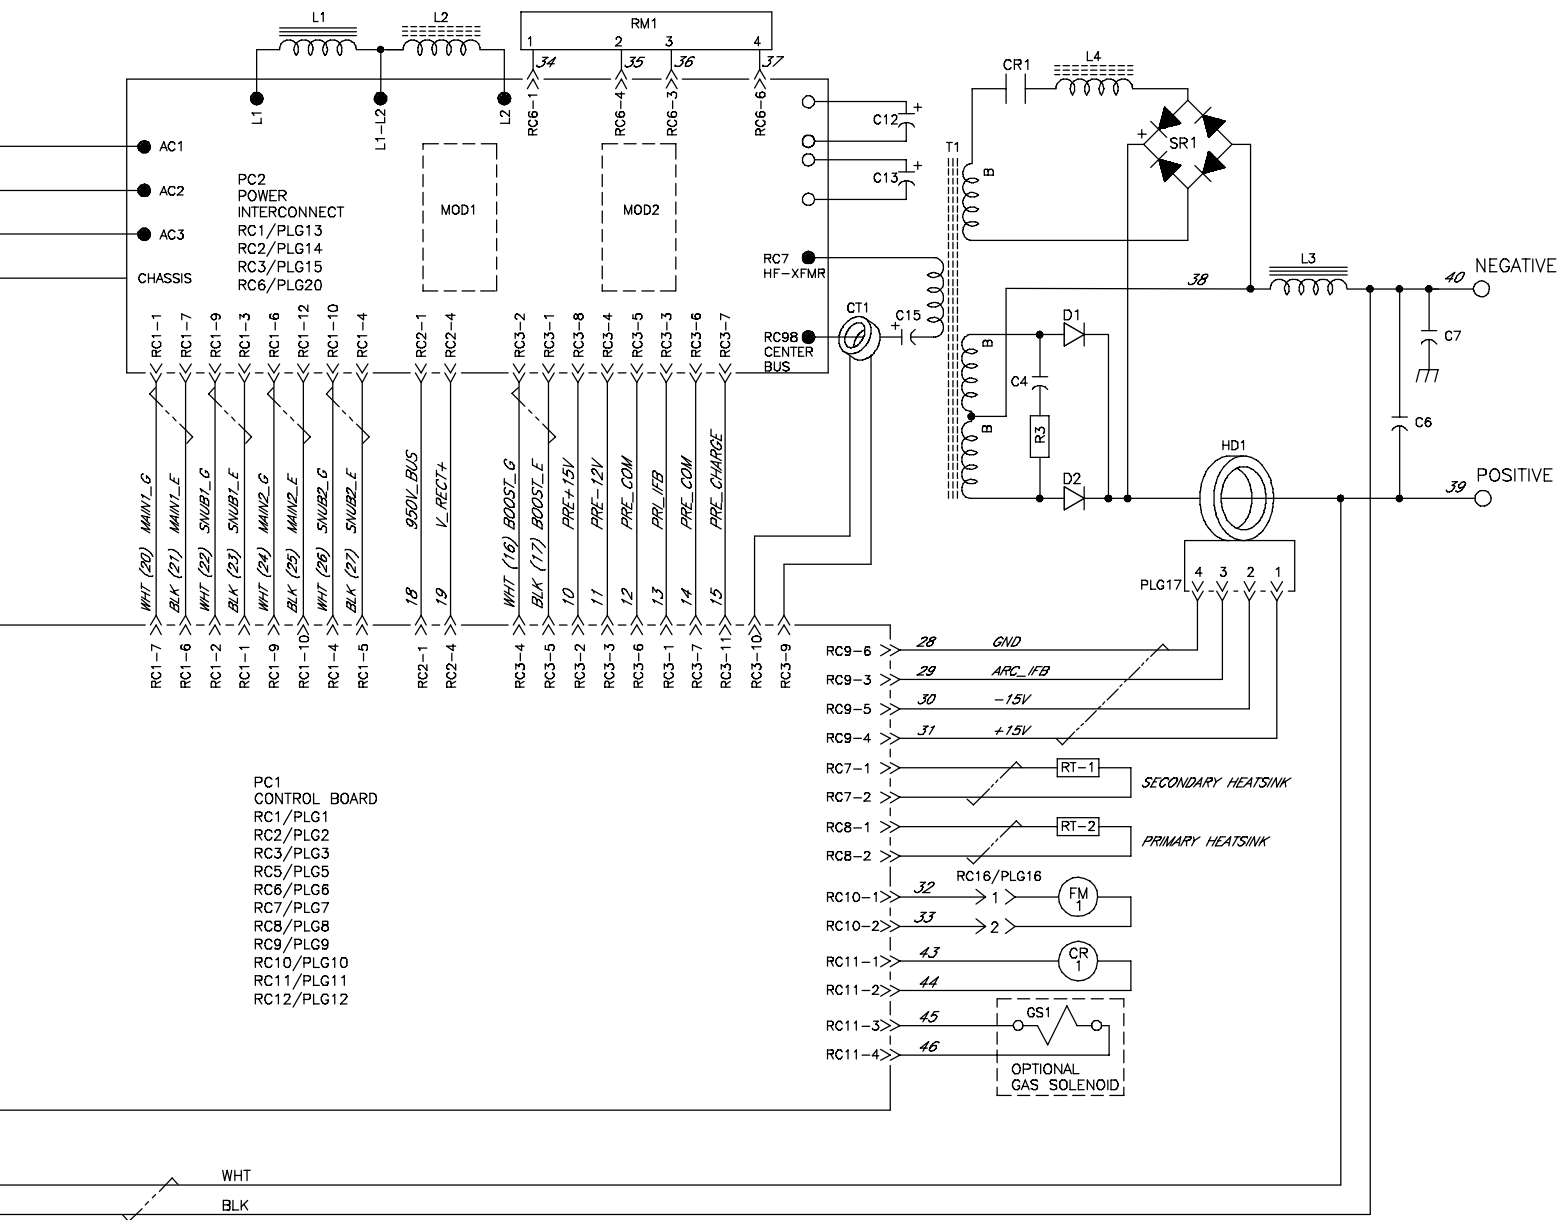 L1
L2
RM1
1 2 3 4
34 35 36 37
RC6-1 RC6-4 RC6-3 RC6-6
L1 L1-L2 L2
AC1
AC2
AC3
CHASSIS
PC2
POWER
INTERCONNECT
RC1/PLG13
RC2/PLG14
RC3/PLG15
RC6/PLG20
MOD1
MOD2
C12 +
C13 +
RC7
HF-XFMR
RC98
CENTER
BUS
CT1
+ C15
T1
B
B
B
CR1
L4
+ SR1
38
L3
40
NEGATIVE
C7
C6
D1
C4
R3
D2
HD1
39
POSITIVE
RC1-1 RC1-7 RC1-9 RC1-3 RC1-6 RC1-12 RC1-10 RC1-4 RC2-1 RC2-4 RC3-2 RC3-1 RC3-8 RC3-4 RC3-5 RC3-3 RC3-6 RC3-7
WHT (20) MAIN1_G
BLK (21) MAIN1_E
WHT (22) SNUB1_G
BLK (23) SNUB1_E
WHT (24) MAIN2_G
BLK (25) MAIN2_E
WHT (26) SNUB2_G
BLK (27) SNUB2_E
18 950V_BUS
19 V_RECT+
WHT (16) BOOST_G
BLK (17) BOOST_E
10 PRE+15V
11 PRE-12V
12 PRE_COM
13 PRI_IFB
14 PRE_COM
15 PRE_CHARGE
RC1-7 RC1-6 RC1-2 RC1-1 RC1-9 RC1-10 RC1-4 RC1-5 RC2-1 RC2-4 RC3-4 RC3-5 RC3-2 RC3-3 RC3-6 RC3-1 RC3-7 RC3-11 RC3-10 RC3-9
PLG17
4 3 2 1
RC9-6 28 GND
RC9-3 29 ARC_IFB
RC9-5 30 -15V
RC9-4 31 +15V
RC7-1 RT-1
RC7-2
SECONDARY HEATSINK
RC8-1 RT-2
RC8-2
PRIMARY HEATSINK
RC16/PLG16
RC10-1 32 1
RC10-2 33 2
FM
1
RC11-1 43
RC11-2 44
CR
1
RC11-3 45
RC11-4 46
GS1
OPTIONAL
GAS SOLENOID
PC1
CONTROL BOARD
RC1/PLG1
RC2/PLG2
RC3/PLG3
RC5/PLG5
RC6/PLG6
RC7/PLG7
RC8/PLG8
RC9/PLG9
RC10/PLG10
RC11/PLG11
RC12/PLG12
WHT
BLK